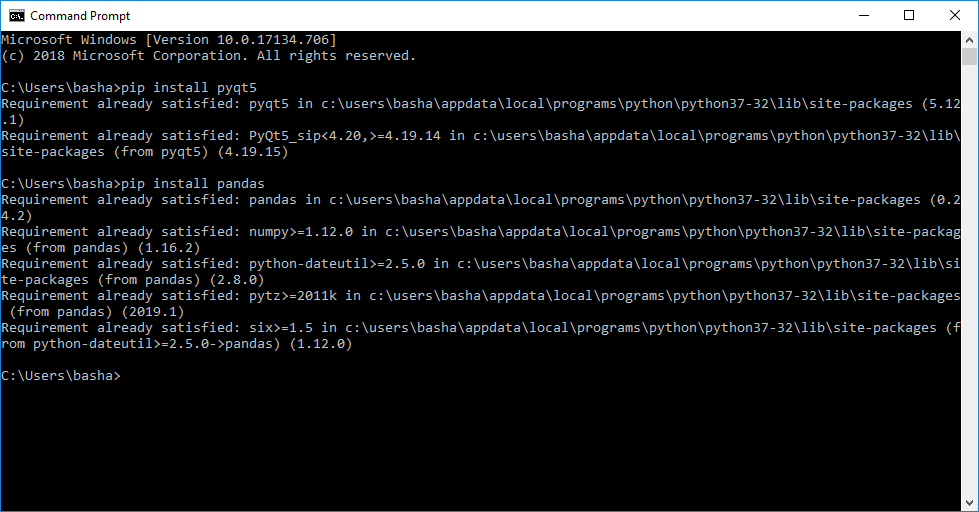 Command Prompt
Microsoft Windows [Version 10.0.17134.706]
(c) 2018 Microsoft Corporation. All rights reserved.
C:\Users\basha>pip install pyqt5
Requirement already satisfied: pyqt5 in c:\users\basha\appdata\local\programs\python\python37-32\lib\site-packages (5.12
.1)
Requirement already satisfied: PyQt5_sip<4.20,>=4.19.14 in c:\users\basha\appdata\local\programs\python\python37-32\lib\
site-packages (from pyqt5) (4.19.15)
C:\Users\basha>pip install pandas
Requirement already satisfied: pandas in c:\users\basha\appdata\local\programs\python\python37-32\lib\site-packages (0.2
4.2)
Requirement already satisfied: numpy>=1.12.0 in c:\users\basha\appdata\local\programs\python\python37-32\lib\site-packag
es (from pandas) (1.16.2)
Requirement already satisfied: python-dateutil>=2.5.0 in c:\users\basha\appdata\local\programs\python\python37-32\lib\si
te-packages (from pandas) (2.8.0)
Requirement already satisfied: pytz>=2011k in c:\users\basha\appdata\local\programs\python\python37-32\lib\site-packages
 (from pandas) (2019.1)
Requirement already satisfied: six>=1.5 in c:\users\basha\appdata\local\programs\python\python37-32\lib\site-packages (f
rom python-dateutil>=2.5.0->pandas) (1.12.0)
C:\Users\basha>